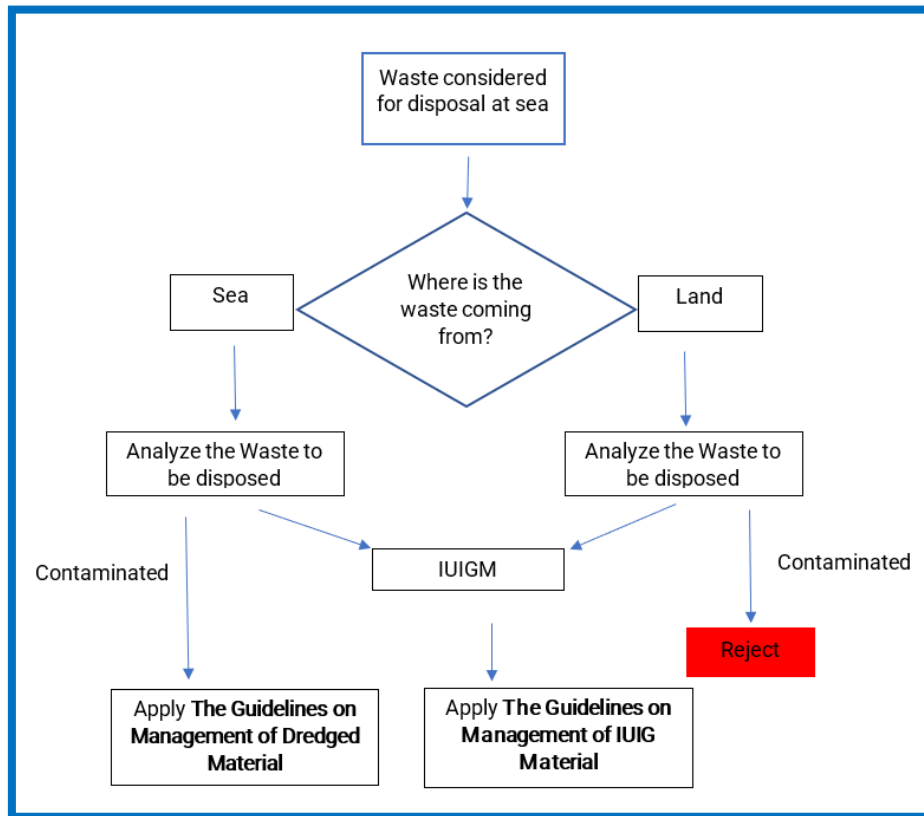 Waste considered
for disposal at sea
Where is the
waste coming
from?
Sea
Land
Analyze the Waste to
be disposed
Analyze the Waste to
be disposed
Contaminated
IUIGM
Contaminated
Reject
Apply The Guidelines on
Management of Dredged
Material
Apply The Guidelines on
Management of IUIG
Material